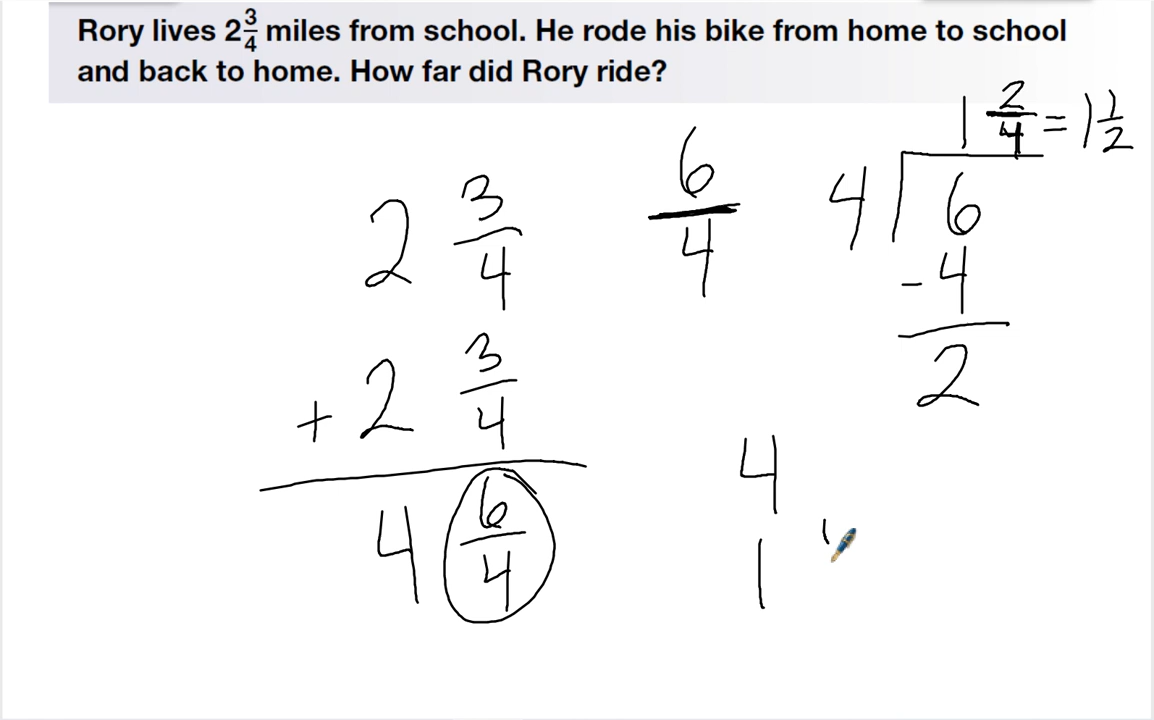 Rory lives 2 3/4 miles from school. He rode his bike from home to school
and back to home. How far did Rory ride?
2 3/4
+ 2 3/4
4 6/4
6/4
1 2/4 = 1 1/2
4 6
- 4
2
4
1